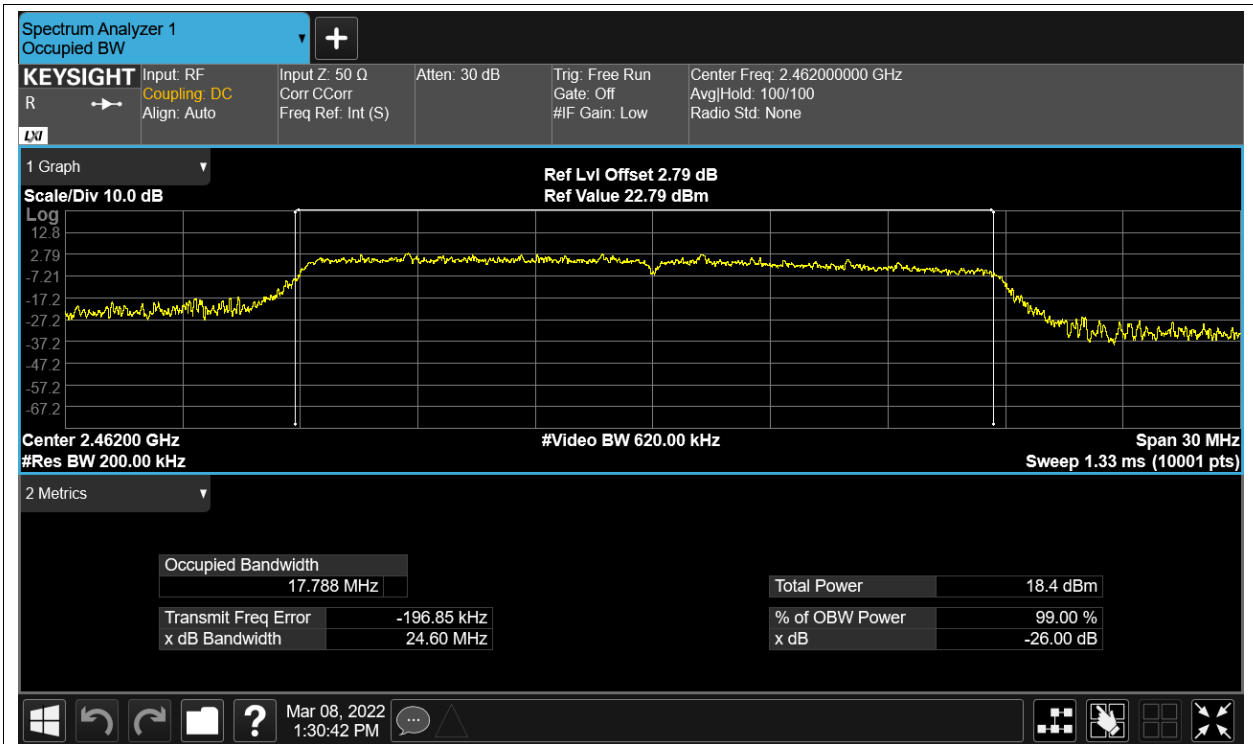 Spectrum Analyzer 1
Occupied BW
KEYSIGHT
R
LXI
Input: RF
Coupling: DC
Align: Auto
Input Z: 50 Ω
Corr CCorr
Freq Ref: Int (S)
Atten: 30 dB
Trig: Free Run
Gate: Off
#IF Gain: Low
Center Freq: 2.462000000 GHz
Avg|Hold: 100/100
Radio Std: None
1 Graph
Scale/Div 10.0 dB
Ref Lvl Offset 2.79 dB
Ref Value 22.79 dBm
Log
12.8
2.79
-7.21
-17.2
-27.2
-37.2
-47.2
-57.2
-67.2
Center 2.46200 GHz
#Res BW 200.00 kHz
#Video BW 620.00 kHz
Span 30 MHz
Sweep 1.33 ms (10001 pts)
2 Metrics
Occupied Bandwidth
17.788 MHz
Transmit Freq Error -196.85 kHz
x dB Bandwidth 24.60 MHz
Total Power 18.4 dBm
% of OBW Power 99.00 %
x dB -26.00 dB
?
Mar 08, 2022
1:30:42 PM